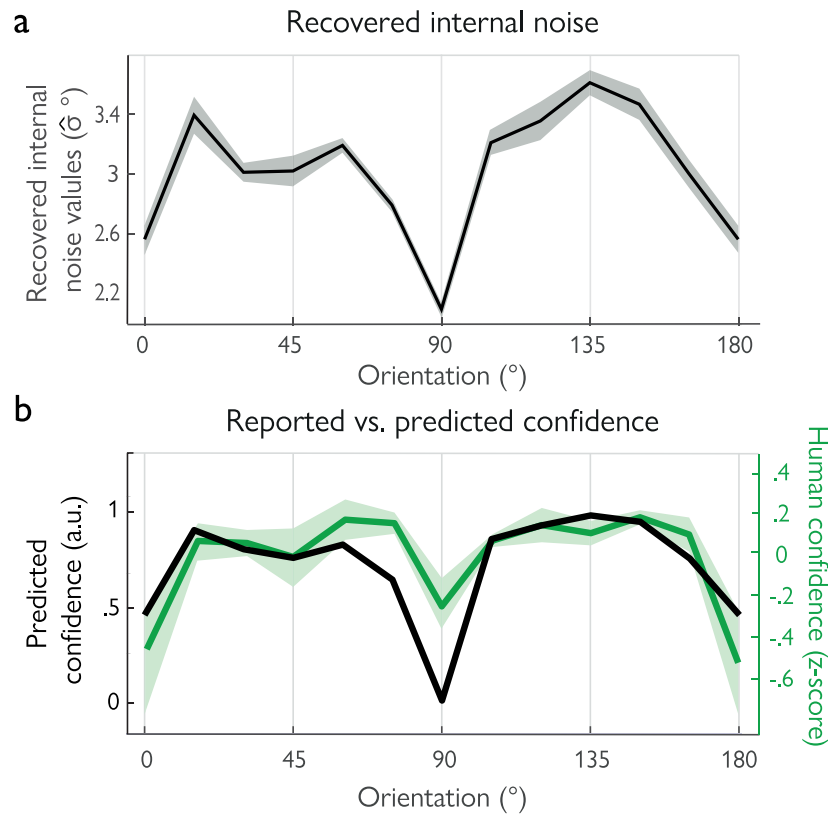 a
Recovered internal noise
Recovered internal
noise valules (σ̂ °)
3.4
3
2.6
2.2
0
45
90
135
180
Orientation (°)
b
Reported vs. predicted confidence
Predicted
confidence (a.u.)
1
.5
0
Human confidence (z-score)
.4
.2
0
-.2
-.4
-.6
0
45
90
135
180
Orientation (°)